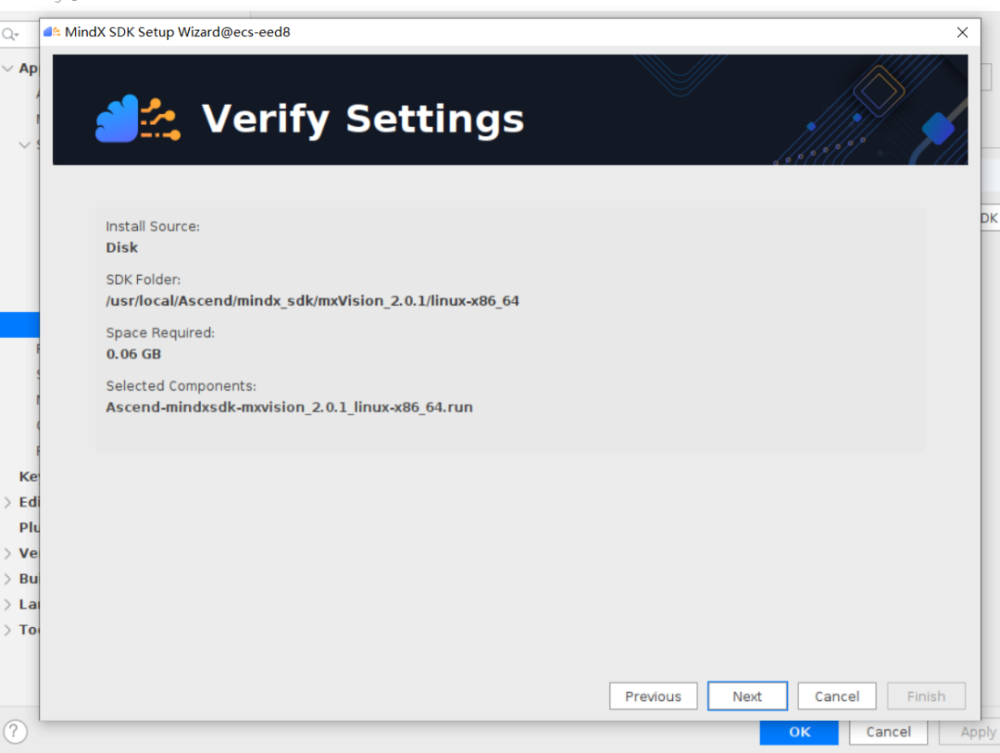 MindX SDK Setup Wizard@ecs-eed8
Verify Settings
Install Source:
Disk
SDK Folder:
/usr/local/Ascend/mindx_sdk/mxVision_2.0.1/linux-x86_64
Space Required:
0.06 GB
Selected Components:
Ascend-mindxsdk-mxvision_2.0.1_linux-x86_64.run
Previous
Next
Cancel
Finish
Ap
DK
Ke
Edi
Plu
Ve
Bui
La
To
?
OK
Cancel
Apply